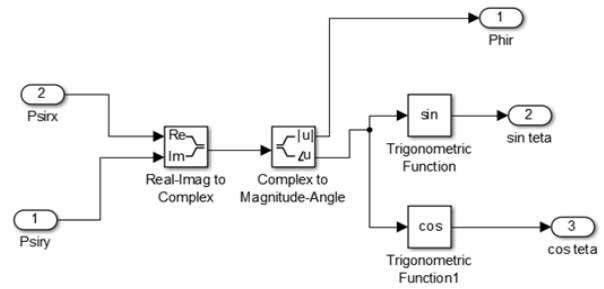 1
Phir
2
Psirx
Re
Im
Real-Imag to
Complex
|u|
∠u
Complex to
Magnitude-Angle
sin
Trigonometric
Function
2
sin teta
1
Psiry
cos
Trigonometric
Function1
3
cos teta